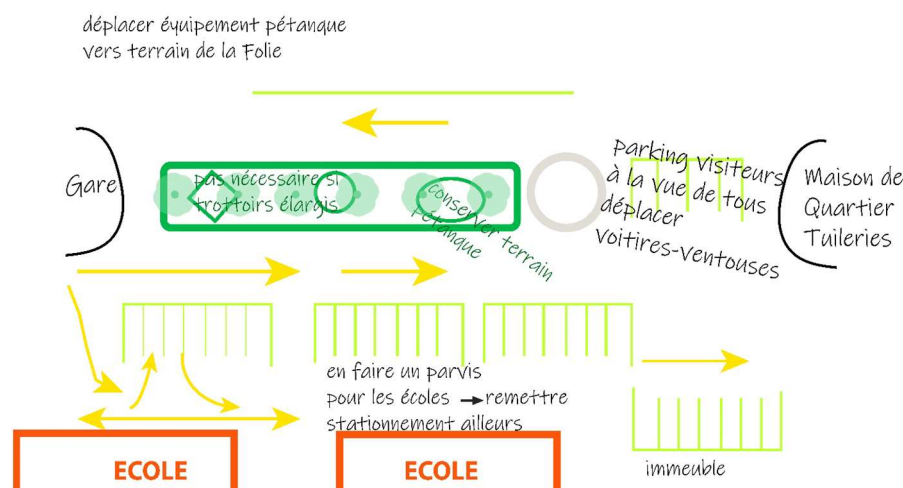 déplacer éyuipement pétanque
vers terrain de la Folie
Gare
pas nécessaire si
trottoirs élargis
conserver terrain
pétanque
parking visiteurs
à la vue de tous
déplacer
voitires-ventouses
Maison de
Quartier
Tuileries
en faire un parvis
pour les écoles → remettre
stationnement ailleurs
ECOLE
ECOLE
immeuble